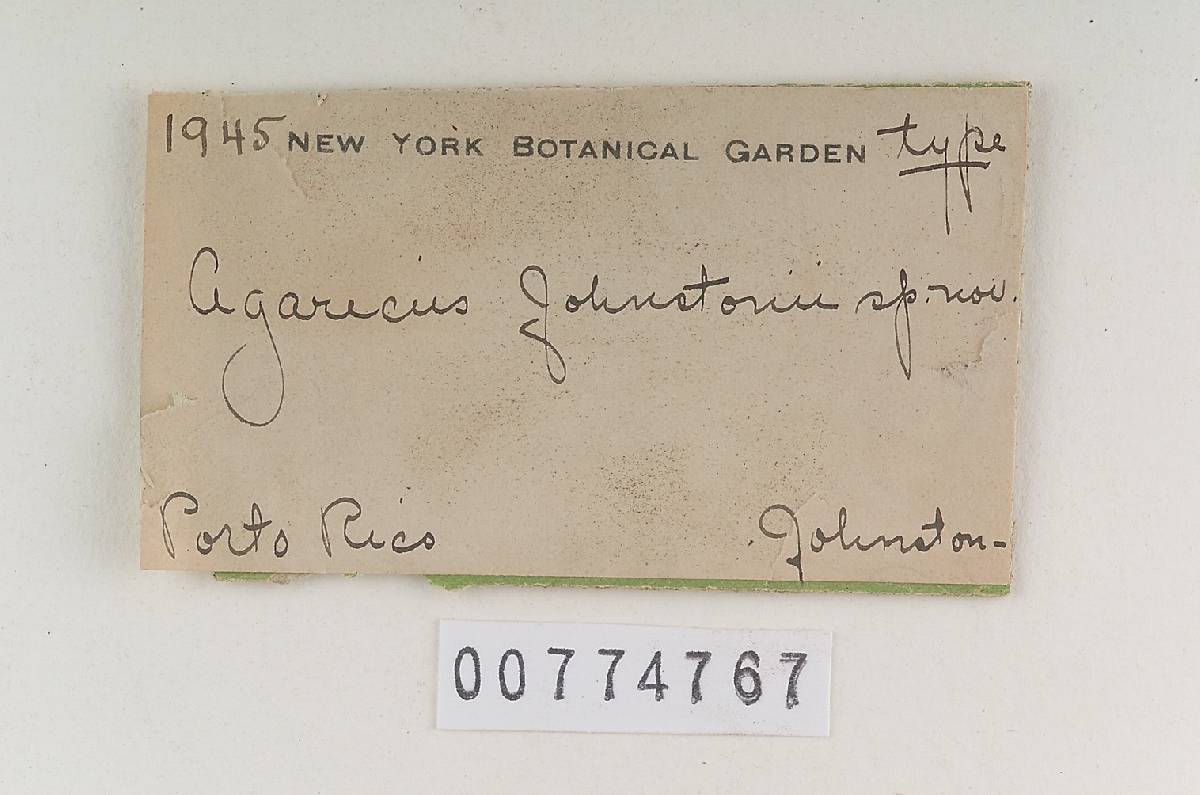 1945 NEW YORK BOTANICAL GARDEN type
Agaricus Johnstonii sp. nov.
Porto Rico Johnston-
00774767